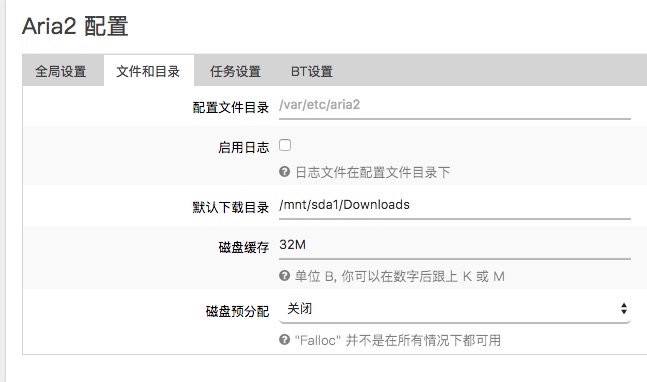 Aria2 配置
全局设置 文件和目录 任务设置 BT设置
配置文件目录 /var/etc/aria2
启用日志
日志文件在配置文件目录下
默认下载目录 /mnt/sda1/Downloads
磁盘缓存 32M
单位 B, 你可以在数字后跟上 K 或 M
磁盘预分配 关闭
"Falloc" 并不是在所有情况下都可用